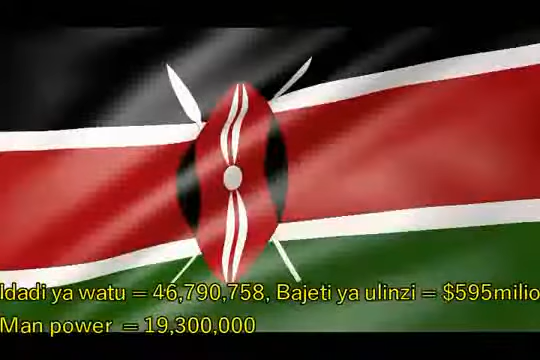 Idadi ya watu = 46,790,758, Bajeti ya ulinzi = $595milio
Man power = 19,300,000